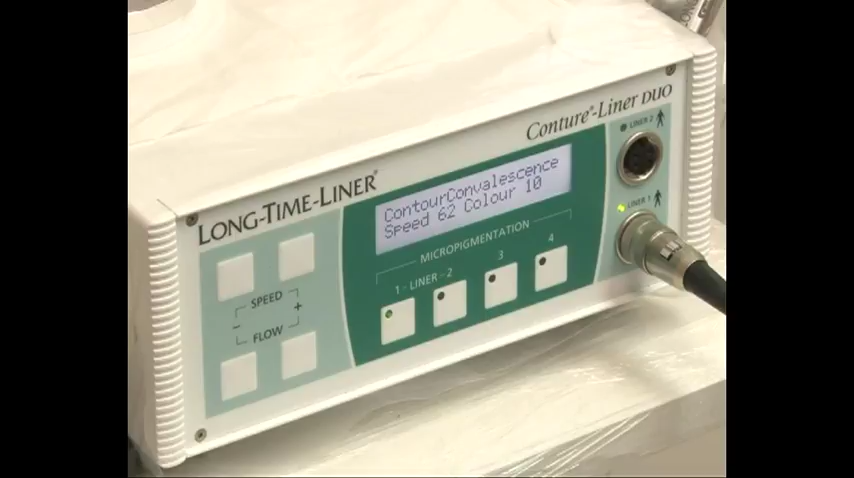 Conture®-Liner DUO
LONG-TIME-LINER®
ContourConvalescence
Speed 62 Colour 10
LINER 2
LINER 1
MICROPIGMENTATION
1 - LINER - 2 3 4
SPEED
- +
FLOW